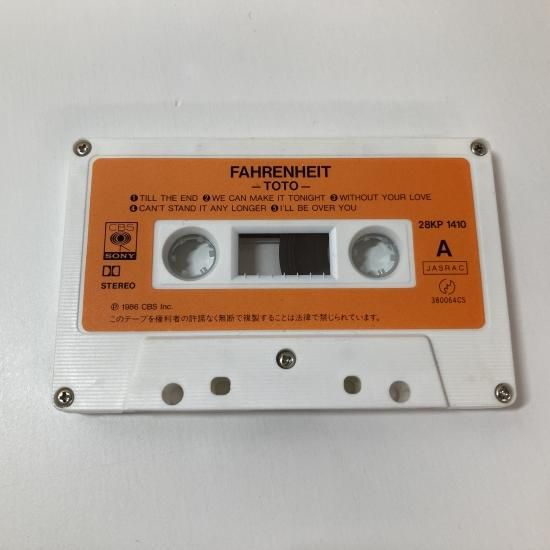 FAHRENHEIT
—TOTO—
❶TILL THE END ❷WE CAN MAKE IT TONIGHT ❸WITHOUT YOUR LOVE
❹CAN'T STAND IT ANY LONGER ❺I'LL BE OVER YOU
CBS
SONY
28KP 1410
A
JASRAC
STEREO
380064CS
Ⓟ 1986 CBS Inc.
このテープを権利者の許諾なく無断で複製することは法律で禁じられています。